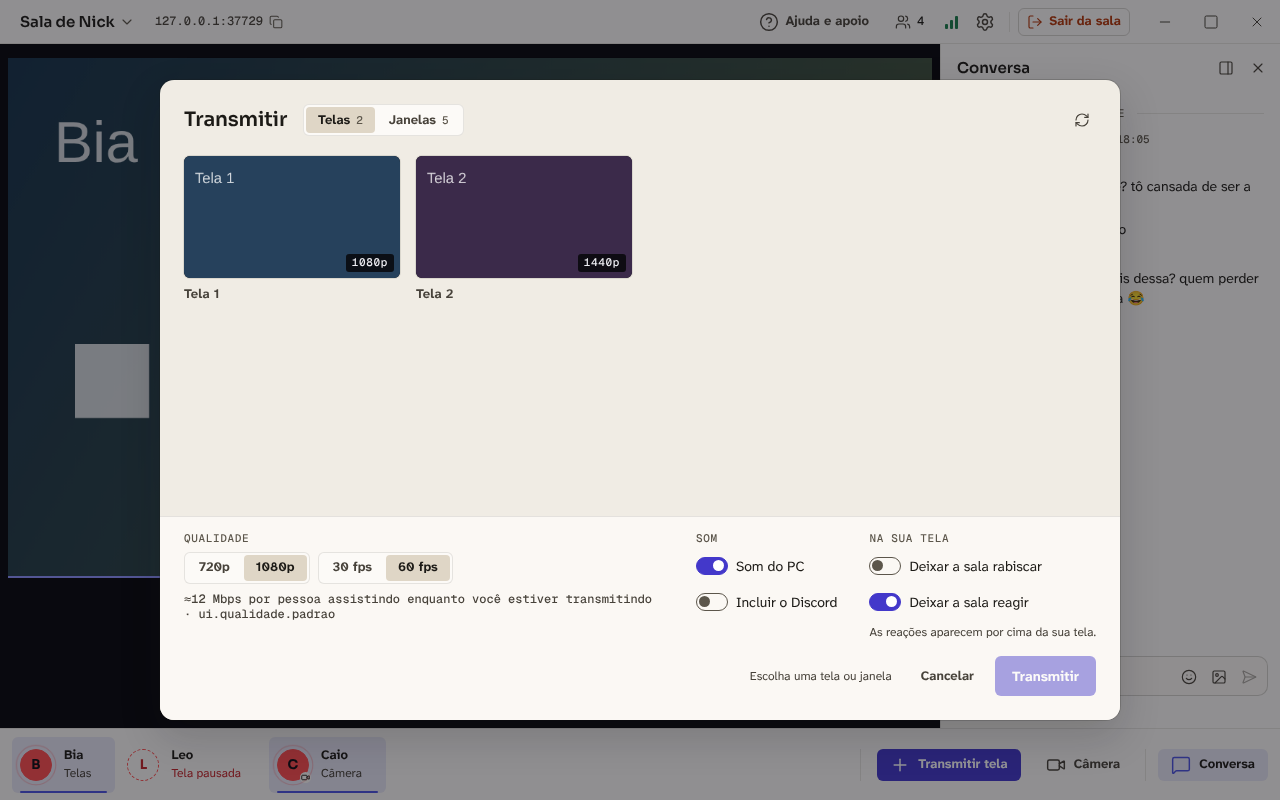 Sala de Nick
127.0.0.1:37729
Ajuda e apoio
4
Sair da sala
Bia
Conversa
18:05
? tô cansada de ser a
o
is dessa? quem perder
a 😂
Transmitir
Telas 2
Janelas 5
Tela 1
1080p
Tela 1
Tela 2
1440p
Tela 2
QUALIDADE
720p 1080p 30 fps 60 fps
≈12 Mbps por pessoa assistindo enquanto você estiver transmitindo
· ui.qualidade.padrao
SOM
Som do PC
Incluir o Discord
NA SUA TELA
Deixar a sala rabiscar
Deixar a sala reagir
As reações aparecem por cima da sua tela.
Escolha uma tela ou janela
Cancelar
Transmitir
B
Bia
Telas
L
Leo
Tela pausada
C
Caio
Câmera
Transmitir tela
Câmera
Conversa